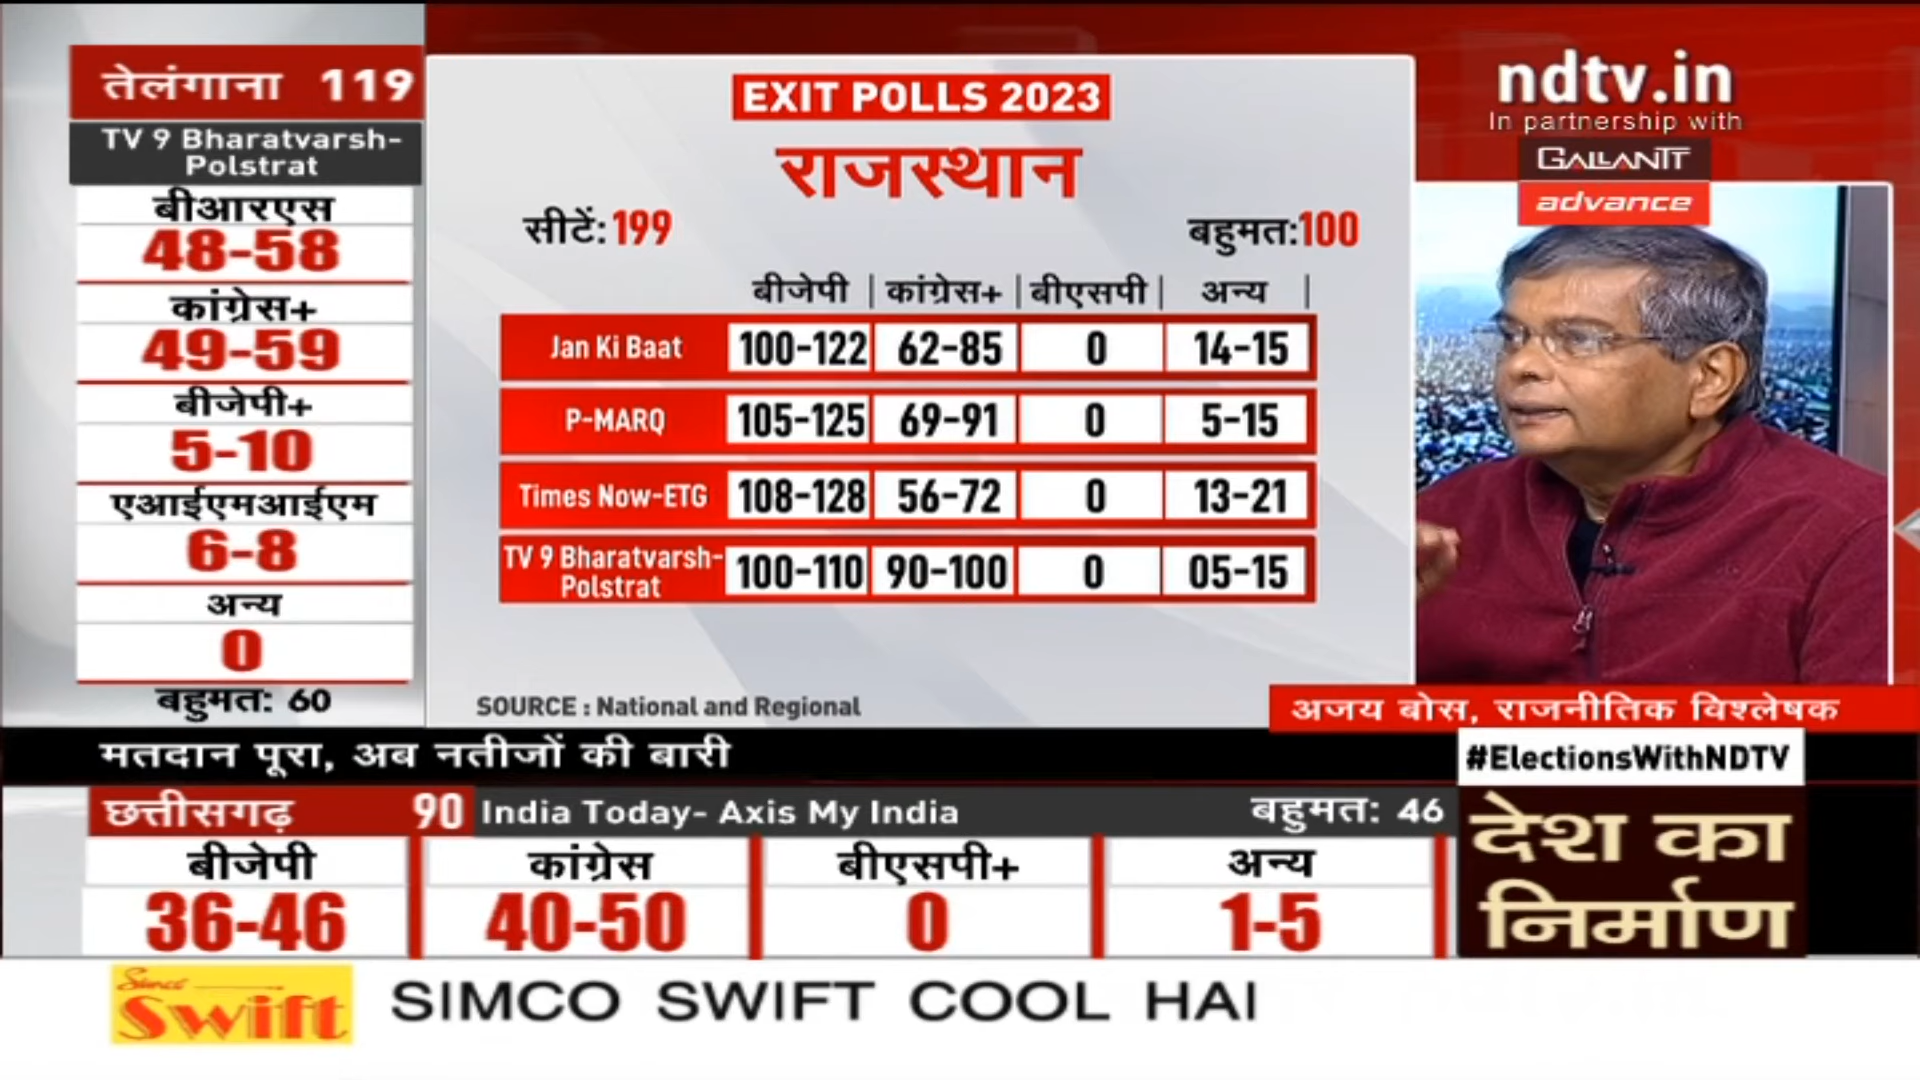 तेलंगाना 119
TV 9 Bharatvarsh-
Polstrat
बीआरएस
48-58
कांग्रेस+
49-59
बीजेपी+
5-10
एआईएमआईएम
6-8
अन्य
0
बहुमत: 60
EXIT POLLS 2023
राजस्थान
सीटें:199 बहुमत:100
बीजेपी | कांग्रेस+ | बीएसपी | अन्य |
Jan Ki Baat 100-122 62-85 0 14-15
P-MARQ 105-125 69-91 0 5-15
Times Now-ETG 108-128 56-72 0 13-21
TV 9 Bharatvarsh-
Polstrat 100-110 90-100 0 05-15
SOURCE : National and Regional
ndtv.in
In partnership with
GALLANTT
advance
अजय बोस, राजनीतिक विश्लेषक
मतदान पूरा, अब नतीजों की बारी
#ElectionsWithNDTV
छत्तीसगढ़ 90 India Today- Axis My India बहुमत: 46
बीजेपी कांग्रेस बीएसपी+ अन्य
36-46 40-50 0 1-5
देश का
निर्माण
Simco
Swift
SIMCO SWIFT COOL HAI